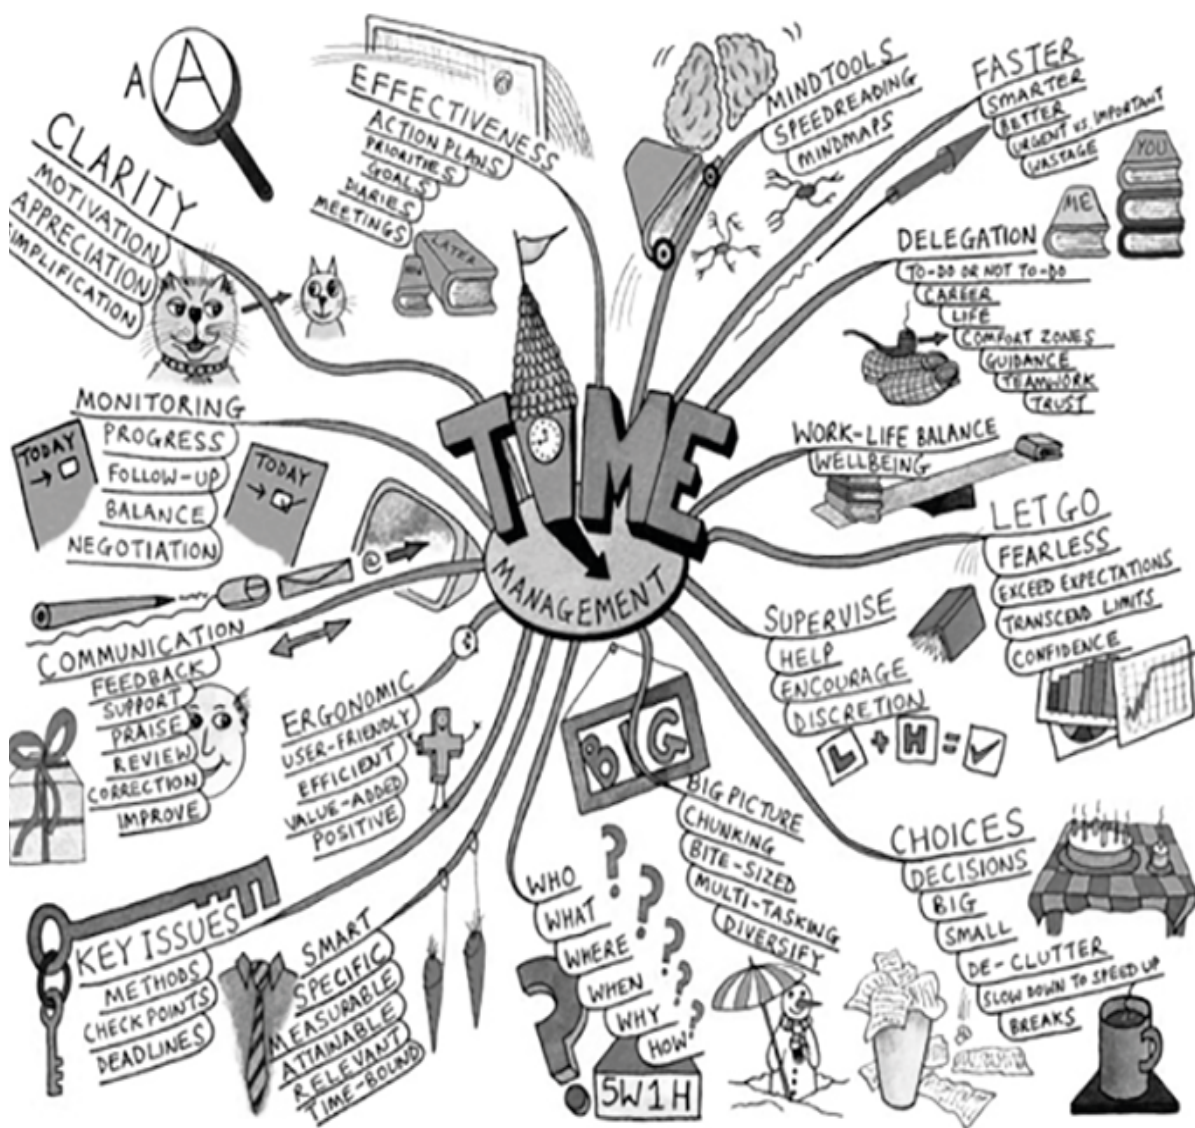 A
A
CLARITY
MOTIVATION
APPRECIATION
IMPLIFICATION
EFFECTIVENESS
ACTION PLANS
PRIORITIES
GOALS
DIARIES
MEETINGS
LATER
MINDTOOLS
SPEEDREADING
MINDMAPS
FASTER
SMARTER
BETTER
URGENT VS. IMPORTANT
WASTAGE
YOU
ME
DELEGATION
TO-DO OR NOT TO-DO
CAREER
LIFE
COMFORT ZONES
GUIDANCE
TEAMWORK
TRUST
TIME
MANAGEMENT
MONITORING
PROGRESS
FOLLOW-UP
BALANCE
NEGOTIATION
TODAY
TODAY
WORK-LIFE BALANCE
WELLBEING
LET GO
FEARLESS
EXCEED EXPECTATIONS
TRANSCEND LIMITS
CONFIDENCE
@
COMMUNICATION
FEEDBACK
SUPPORT
PRAISE
REVIEW
CORRECTION
IMPROVE
ERGONOMIC
USER-FRIENDLY
EFFICIENT
VALUE-ADDED
POSITIVE
SUPERVISE
HELP
ENCOURAGE
DISCRETION
L + H = ✓
BIG
BIG PICTURE
CHUNKING
BITE-SIZED
MULTI-TASKING
DIVERSIFY
CHOICES
DECISIONS
BIG
SMALL
DE-CLUTTER
SLOW DOWN TO SPEED UP
BREAKS
KEY ISSUES
METHODS
CHECKPOINTS
DEADLINES
SMART
SPECIFIC
MEASURABLE
ATTAINABLE
RELEVANT
TIME-BOUND
WHO
WHAT
WHERE
WHEN
WHY
HOW
? ? ? ? ? ?
5W1H